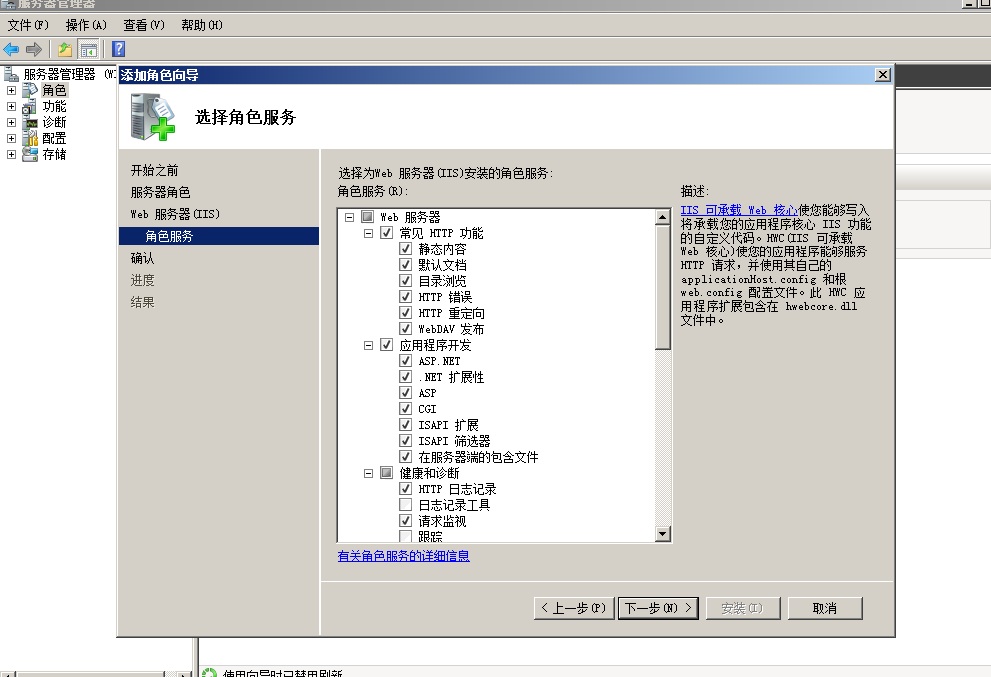 服务器管理器
文件(F) 操作(A) 查看(V) 帮助(H)
服务器管理器
角色
功能
诊断
配置
存储
添加角色向导
选择角色服务
开始之前
服务器角色
Web 服务器(IIS)
角色服务
确认
进度
结果
选择为Web 服务器(IIS)安装的角色服务:
角色服务(R):
Web 服务器
常见 HTTP 功能
静态内容
默认文档
目录浏览
HTTP 错误
HTTP 重定向
WebDAV 发布
应用程序开发
ASP.NET
.NET 扩展性
ASP
CGI
ISAPI 扩展
ISAPI 筛选器
在服务器端的包含文件
健康和诊断
HTTP 日志记录
日志记录工具
请求监视
跟踪
有关角色服务的详细信息
描述:
IIS 可承载 Web 核心使您能够写入
将承载您的应用程序核心 IIS 功能
的自定义代码。HWC(IIS 可承载
Web 核心)使您的应用程序能够服务
HTTP 请求，并使用其自己的
applicationHost.config 和根
web.config 配置文件。此 HWC 应
用程序扩展包含在 hwebcore.dll
文件中。
< 上一步(P) 下一步(N) > 安装(I) 取消
使用向导时已禁用刷新